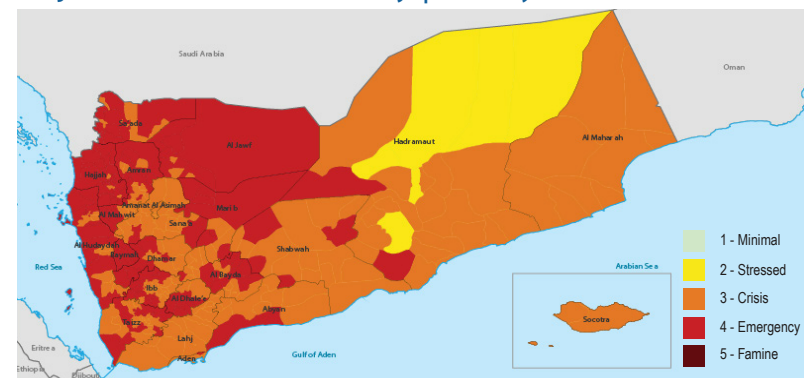 Saudi Arabia
Oman
Sa'ada
Al Jawf
Hadramaut
Al Maharah
Hajjah
Amran
Amanat Al Asimah
Al Mahwit
Sana'a
Marib
Al Hudaydah
Shabwah
Raymah
Dhamar
Red Sea
Al Bayda
Ibb
Al Dhale'e
Abyan
Taizz
Lahj
Aden
Eritrea
Ethiopia
Djibouti
Gulf of Aden
Arabian Sea
Socotra
1 - Minimal
2 - Stressed
3 - Crisis
4 - Emergency
5 - Famine